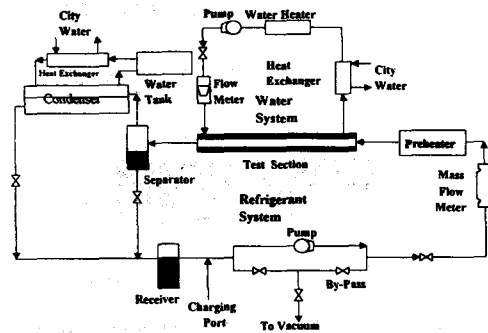 City
Water
Pump
Water Heater
Heat Exchanger
Water
Tank
Condenser
Flow
Meter
Heat
Exchanger
City
Water
Water
System
Test Section
Preheater
Separator
Mass
Flow
Meter
Refrigerant
System
Pump
By-Pass
Receiver
Charging
Port
To Vacuum